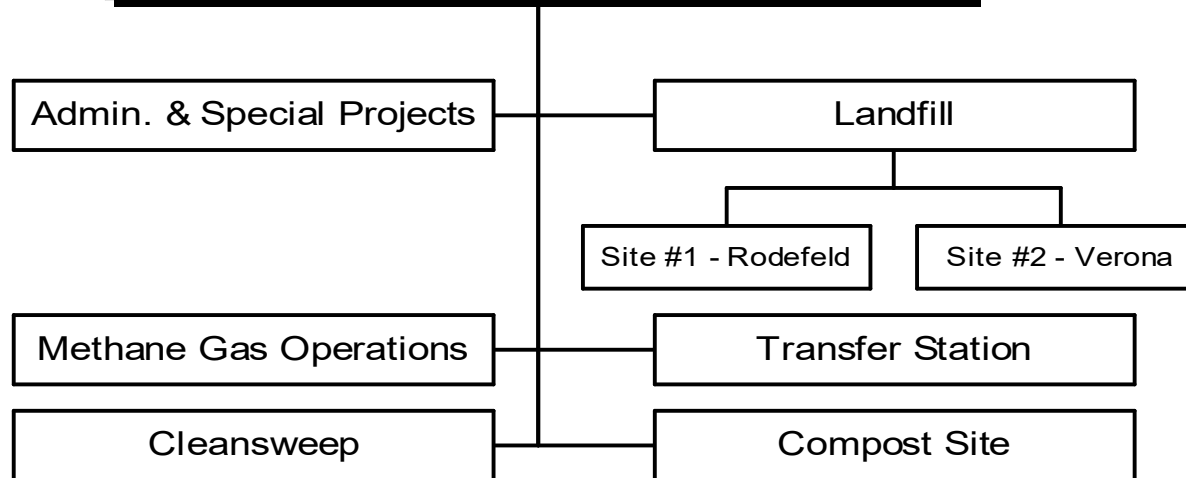 Admin. & Special Projects
Landfill
Site #1 - Rodefeld
Site #2 - Verona
Methane Gas Operations
Transfer Station
Cleansweep
Compost Site